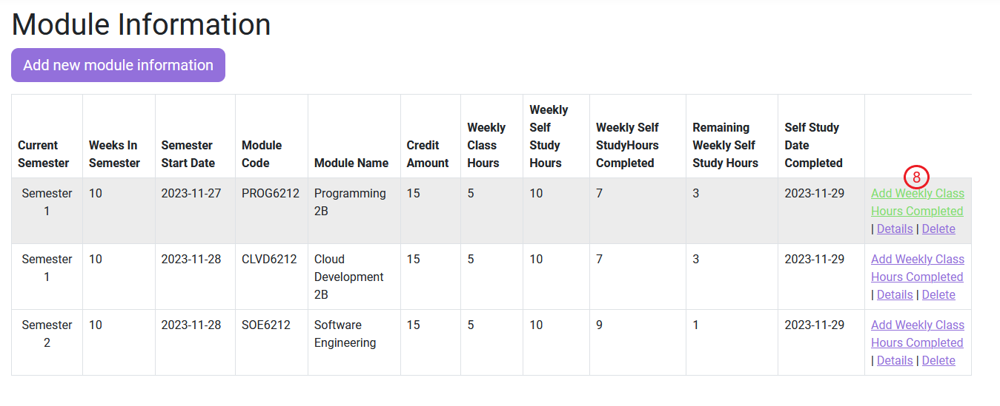 Module Information
Add new module information
Current Semester | Weeks In Semester | Semester Start Date | Module Code | Module Name | Credit Amount | Weekly Class Hours | Weekly Self Study Hours | Weekly Self StudyHours Completed | Remaining Weekly Self Study Hours | Self Study Date Completed
8
Semester 1 | 10 | 2023-11-27 | PROG6212 | Programming 2B | 15 | 5 | 10 | 7 | 3 | 2023-11-29 | Add Weekly Class Hours Completed | Details | Delete
Semester 1 | 10 | 2023-11-28 | CLVD6212 | Cloud Development 2B | 15 | 5 | 10 | 7 | 3 | 2023-11-29 | Add Weekly Class Hours Completed | Details | Delete
Semester 2 | 10 | 2023-11-28 | SOE6212 | Software Engineering | 15 | 5 | 10 | 9 | 1 | 2023-11-29 | Add Weekly Class Hours Completed | Details | Delete